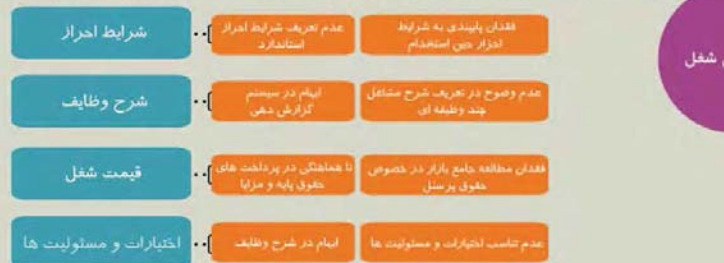 شغل
فقدان پایبندی به شرایط
احراز حین استخدام
عدم تعریف شرایط احراز
استاندارد
شرایط احراز
عدم وضوح در تعریف شرح مشاغل
چند وظیفه ای
ابهام در سیستم
گزارش دهی
شرح وظایف
فقدان مطالعه جامع بازار در خصوص
حقوق پرسنل
نا هماهنگی در پرداخت های
حقوق پایه و مزایا
قیمت شغل
عدم تناسب اختیارات و مسئولیت ها
ابهام در شرح وظایف
اختیارات و مسئولیت ها